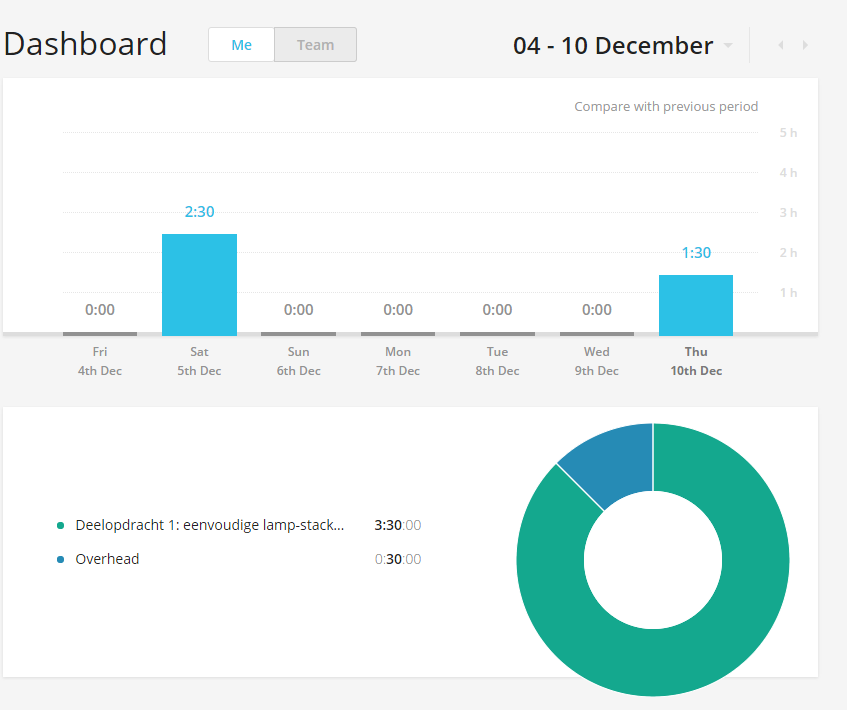 Dashboard
Me
Team
04 - 10 December
Compare with previous period
5 h
4 h
3 h
2 h
1 h
2:30
1:30
0:00
0:00
0:00
0:00
0:00
Fri
4th Dec
Sat
5th Dec
Sun
6th Dec
Mon
7th Dec
Tue
8th Dec
Wed
9th Dec
Thu
10th Dec
Deelopdracht 1: eenvoudige lamp-stack... 3:30:00
Overhead 0:30:00